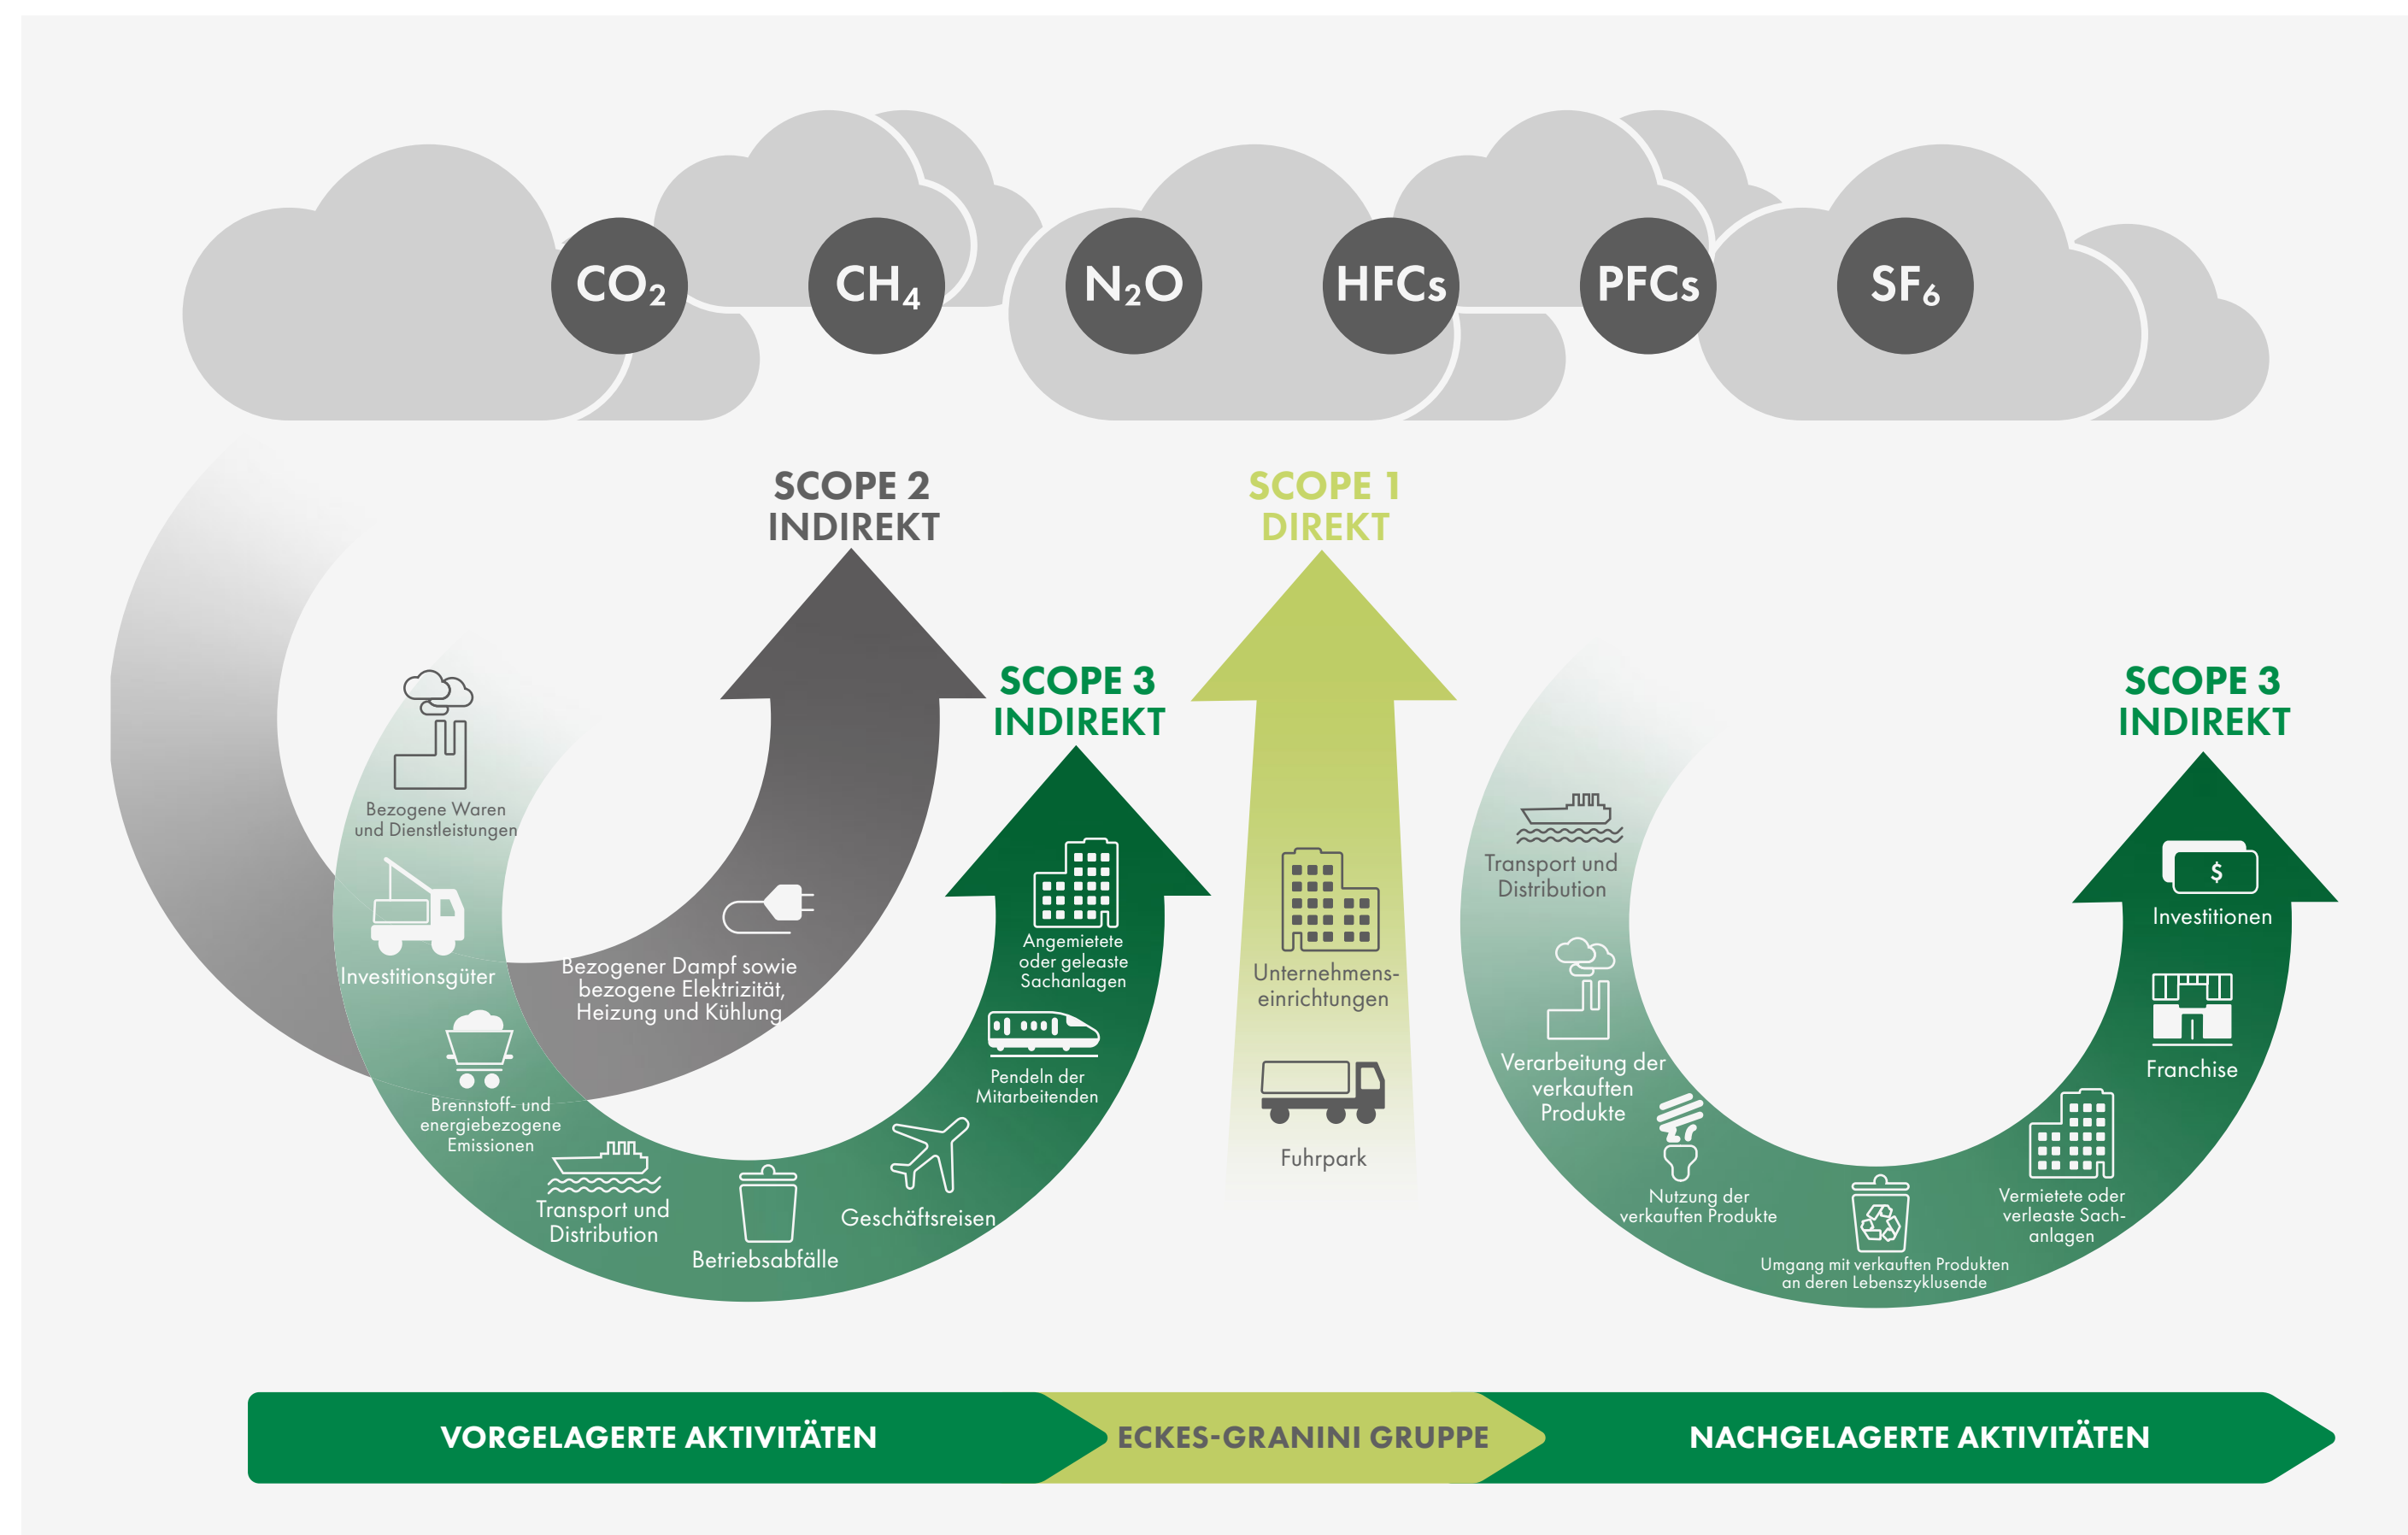 CO₂
CH₄
N₂O
HFCs
PFCs
SF₆
SCOPE 2
INDIREKT
SCOPE 1
DIREKT
SCOPE 3
INDIREKT
SCOPE 3
INDIREKT
Bezogene Waren
und Dienstleistungen
Investitionsgüter
Brennstoff- und
energiebezogene
Emissionen
Transport und
Distribution
Betriebsabfälle
Geschäftsreisen
Pendeln der
Mitarbeitenden
Angemietete
oder geleaste
Sachanlagen
Bezogener Dampf sowie
bezogene Elektrizität,
Heizung und Kühlung
Unternehmens-
einrichtungen
Fuhrpark
Transport und
Distribution
Verarbeitung der
verkauften
Produkte
Nutzung der
verkauften Produkte
Umgang mit verkauften Produkten
an deren Lebenszyklusende
Vermietete oder
verleaste Sach-
anlagen
Franchise
$
Investitionen
VORGELAGERTE AKTIVITÄTEN
ECKES-GRANINI GRUPPE
NACHGELAGERTE AKTIVITÄTEN